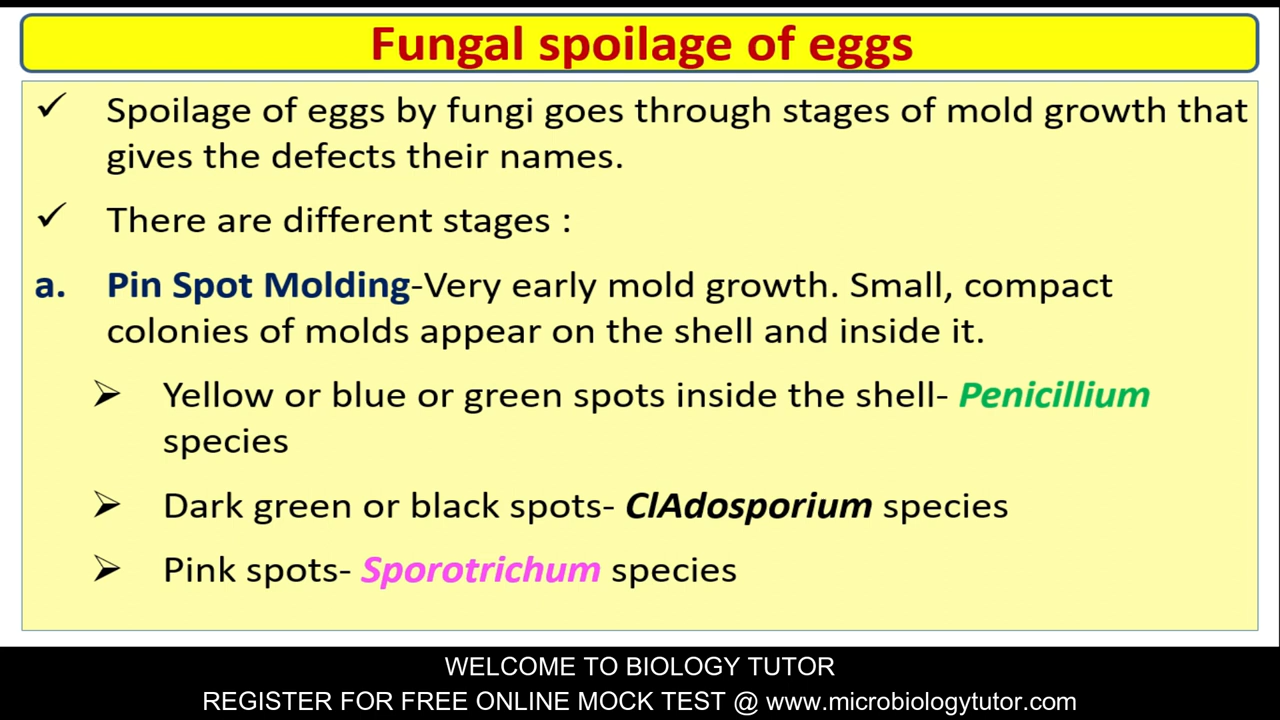 Fungal spoilage of eggs
✓ Spoilage of eggs by fungi goes through stages of mold growth that
gives the defects their names.
✓ There are different stages :
a. Pin Spot Molding-Very early mold growth. Small, compact
colonies of molds appear on the shell and inside it.
➢ Yellow or blue or green spots inside the shell- Penicillium
species
➢ Dark green or black spots- ClAdosporium species
➢ Pink spots- Sporotrichum species
WELCOME TO BIOLOGY TUTOR
REGISTER FOR FREE ONLINE MOCK TEST @ www.microbiologytutor.com